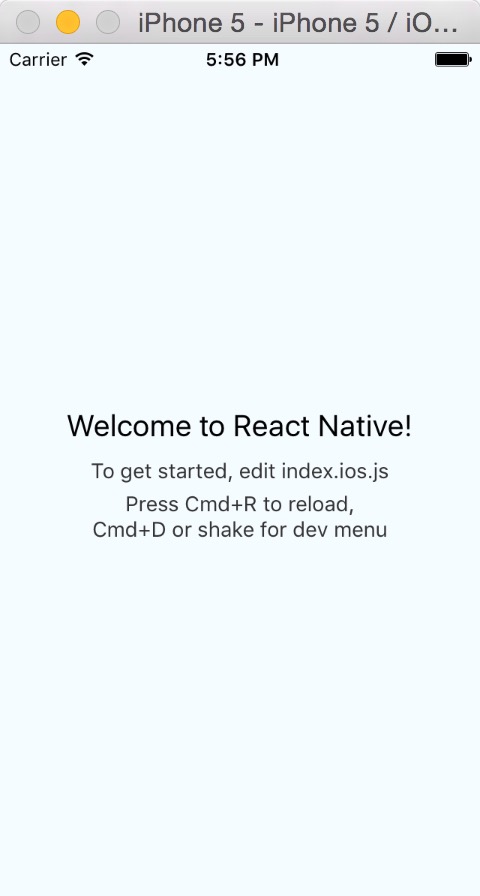 iPhone 5 - iPhone 5 / iO...
Carrier 5:56 PM
Welcome to React Native!
To get started, edit index.ios.js
Press Cmd+R to reload,
Cmd+D or shake for dev menu